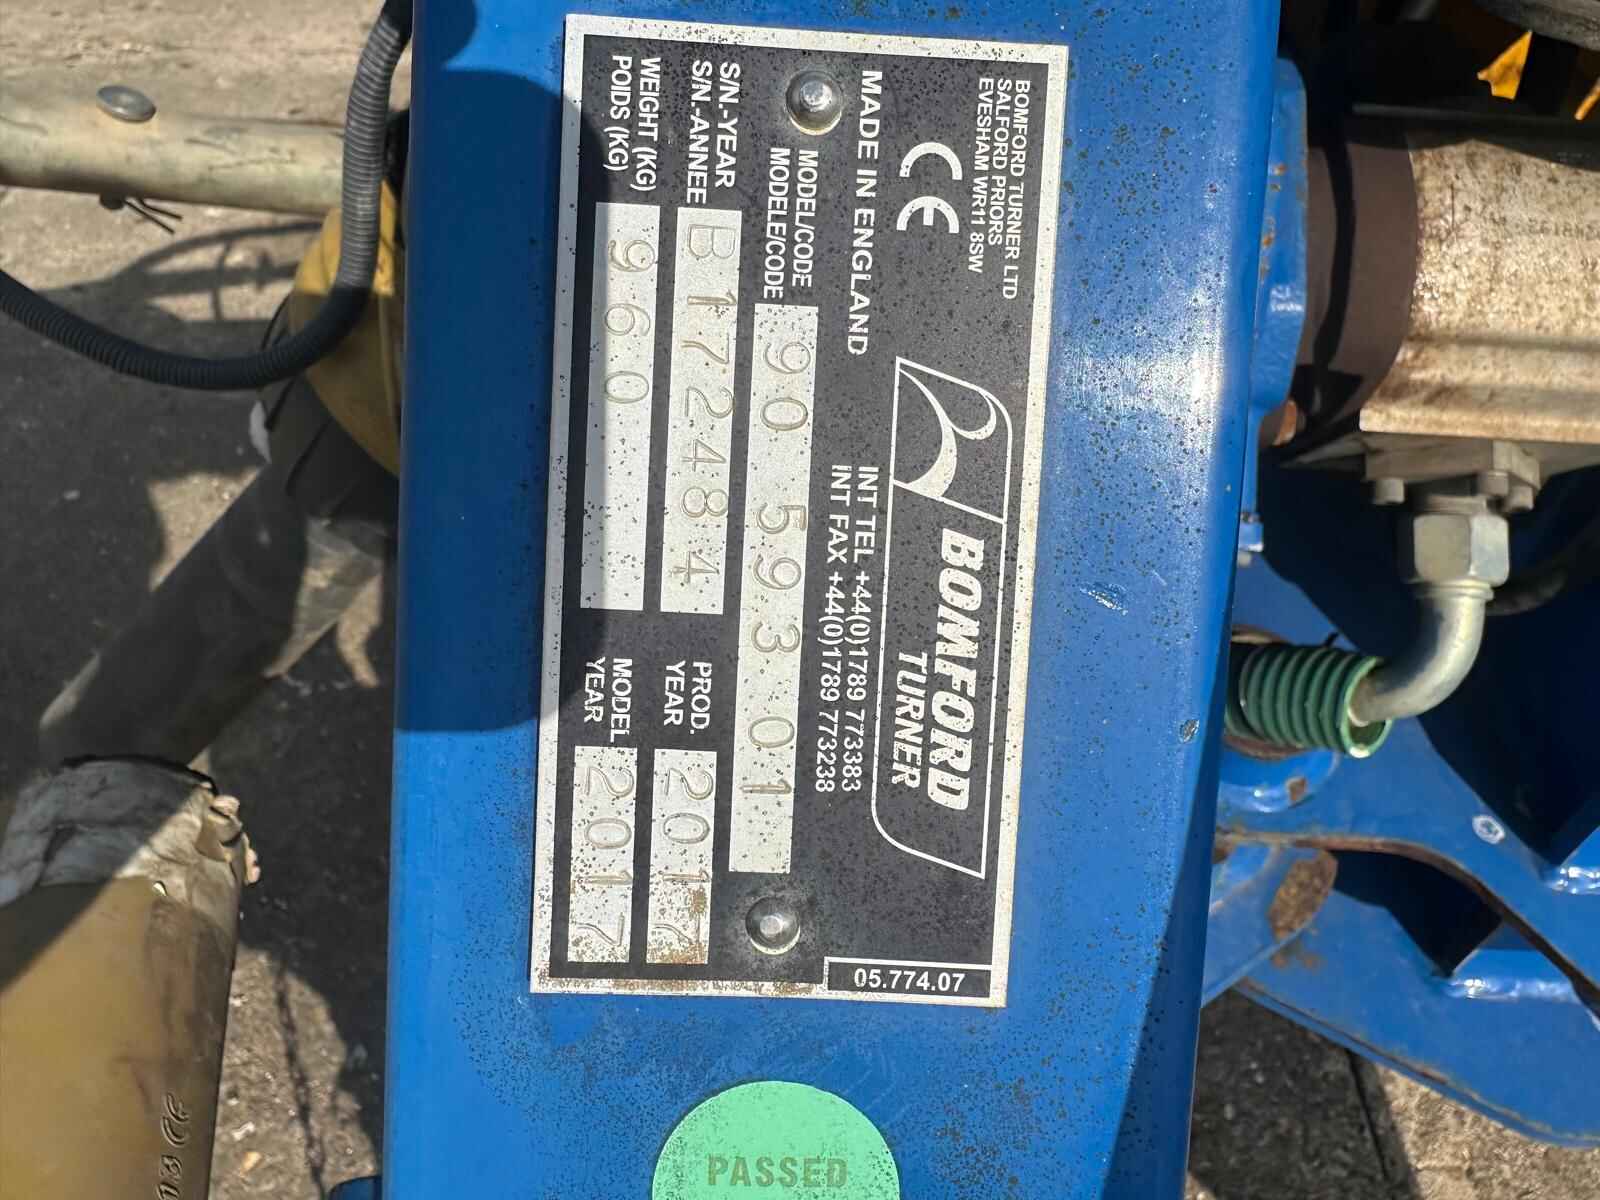 BOMFORD TURNER LTD
SALFORD PRIORS
EVESHAM WR11 8SW
CE
BOMFORD
TURNER
MADE IN ENGLAND
INT TEL +44(0)1789 773383
INT FAX +44(0)1789 773238
MODEL/CODE
MODELE/CODE
90 593 01
S/N.-YEAR
S/N.-ANNEE
B172484
PROD.
YEAR
2017
WEIGHT (KG)
POIDS (KG)
960
MODEL
YEAR
2017
05.774.07
PASSED